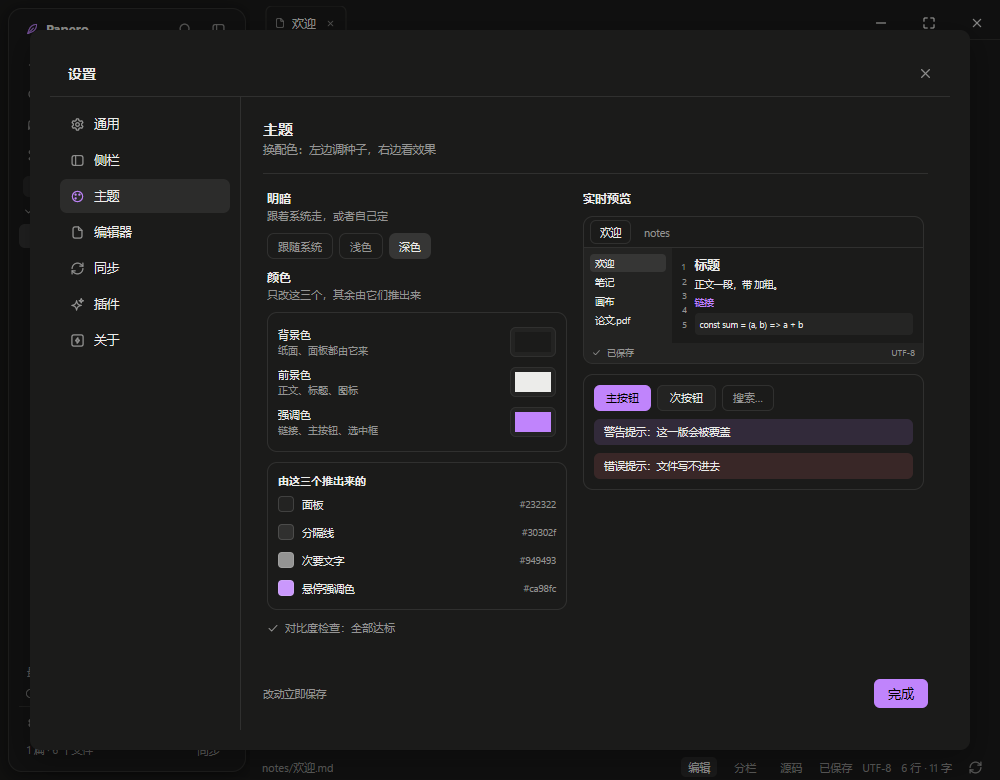 Papero
欢迎
设置
通用
侧栏
主题
编辑器
同步
插件
关于
主题
换配色：左边调种子，右边看效果
明暗
跟着系统走，或者自己定
跟随系统 浅色 深色
颜色
只改这三个，其余由它们推出来
背景色
纸面、面板都由它来
前景色
正文、标题、图标
强调色
链接、主按钮、选中框
由这三个推出来的
面板 #232322
分隔线 #30302f
次要文字 #949493
悬停强调色 #ca98fc
对比度检查：全部达标
实时预览
欢迎 notes
欢迎
笔记
画布
论文.pdf
1 标题
2 正文一段，带 加粗。
3 链接
4
5 const sum = (a, b) => a + b
已保存 UTF-8
主按钮 次按钮 搜索...
警告提示：这一版会被覆盖
错误提示：文件写不进去
改动立即保存
完成
同步
notes/欢迎.md
编辑 分栏 源码 已保存 UTF-8 6 行 · 11 字